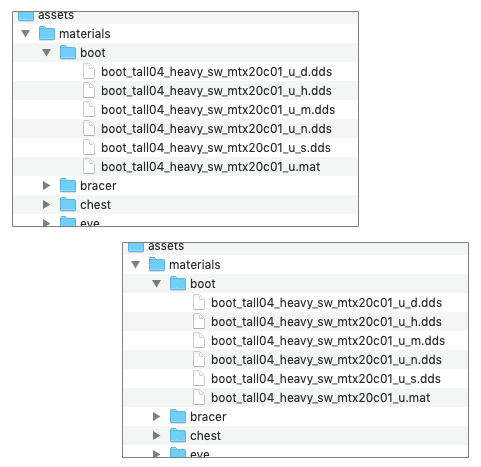 assets
materials
boot
boot_tall04_heavy_sw_mtx20c01_u_d.dds
boot_tall04_heavy_sw_mtx20c01_u_h.dds
boot_tall04_heavy_sw_mtx20c01_u_m.dds
boot_tall04_heavy_sw_mtx20c01_u_n.dds
boot_tall04_heavy_sw_mtx20c01_u_s.dds
boot_tall04_heavy_sw_mtx20c01_u.mat
bracer
chest
eye
assets
materials
boot
boot_tall04_heavy_sw_mtx20c01_u_d.dds
boot_tall04_heavy_sw_mtx20c01_u_h.dds
boot_tall04_heavy_sw_mtx20c01_u_m.dds
boot_tall04_heavy_sw_mtx20c01_u_n.dds
boot_tall04_heavy_sw_mtx20c01_u_s.dds
boot_tall04_heavy_sw_mtx20c01_u.mat
bracer
chest
eye